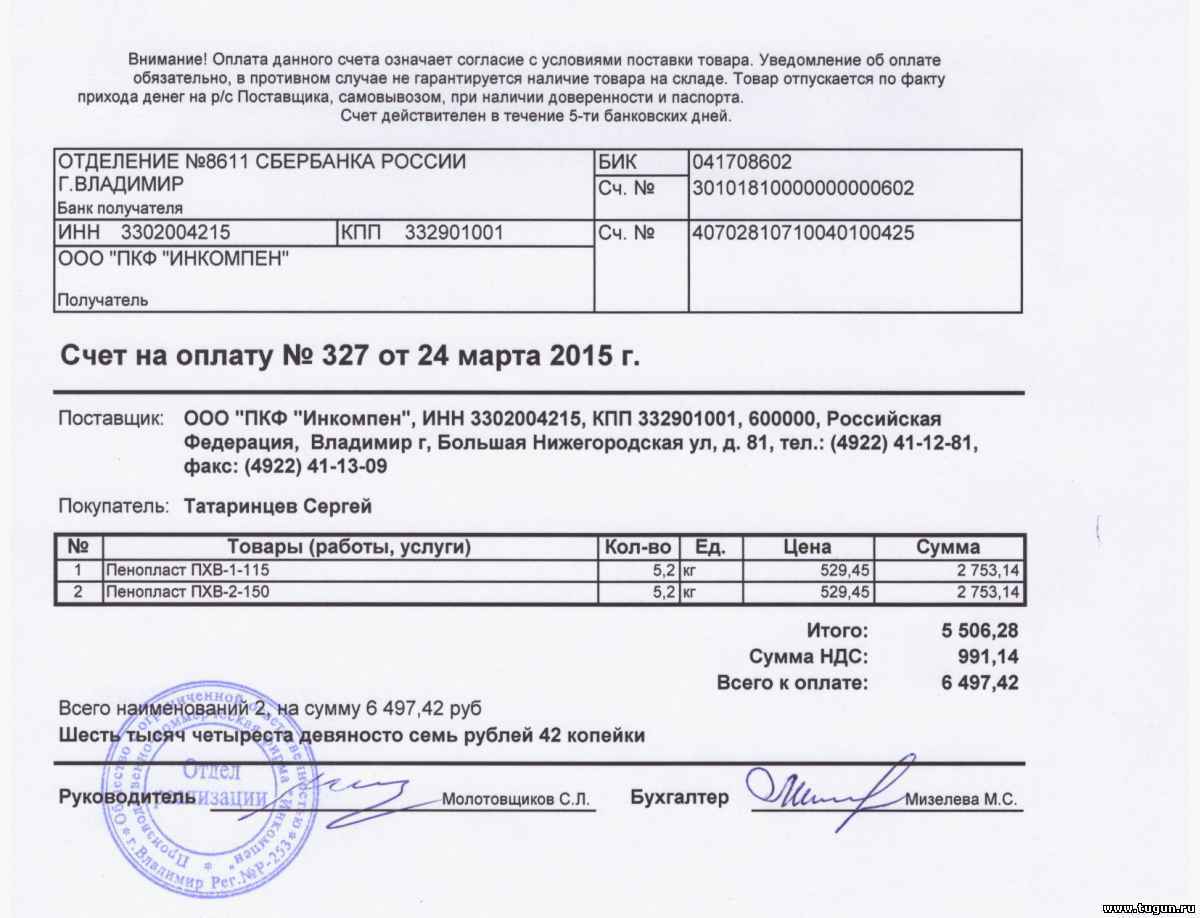 Внимание! Оплата данного счета означает согласие с условиями поставки товара. Уведомление об оплате
обязательно, в противном случае не гарантируется наличие товара на складе. Товар отпускается по факту
прихода денег на р/с Поставщика, самовывозом, при наличии доверенности и паспорта.
Счет действителен в течение 5-ти банковских дней.
ОТДЕЛЕНИЕ №8611 СБЕРБАНКА РОССИИ БИК 041708602
Г.ВЛАДИМИР Сч. № 30101810000000000602
Банк получателя
ИНН 3302004215 КПП 332901001 Сч. № 40702810710040100425
ООО "ПКФ "ИНКОМПЕН"
Получатель
Счет на оплату № 327 от 24 марта 2015 г.
Поставщик: ООО "ПКФ "Инкомпен", ИНН 3302004215, КПП 332901001, 600000, Российская
Федерация, Владимир г, Большая Нижегородская ул, д. 81, тел.: (4922) 41-12-81,
факс: (4922) 41-13-09
Покупатель: Татаринцев Сергей
№ Товары (работы, услуги) Кол-во Ед. Цена Сумма
1 Пенопласт ПХВ-1-115 5,2 кг 529,45 2 753,14
2 Пенопласт ПХВ-2-150 5,2 кг 529,45 2 753,14
Итого: 5 506,28
Сумма НДС: 991,14
Всего к оплате: 6 497,42
Всего наименований 2, на сумму 6 497,42 руб
Шесть тысяч четыреста девяносто семь рублей 42 копейки
Руководитель Молотовщиков С.Л. Бухгалтер Мизелева М.С.
Общество с ограниченной ответственностью
Производственно-коммерческая фирма "Инкомпен"
г.Владимир Рег.№Р-253
Отдел
www.tugun.ru